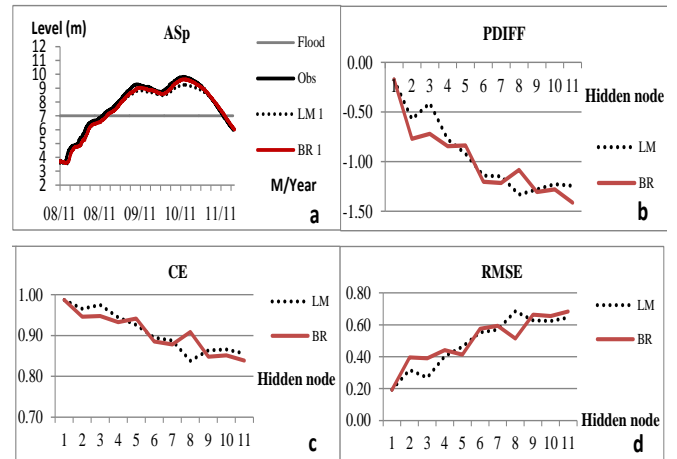 Level (m)
ASp
12
11
10
9
8
7
6
5
4
3
2
08/11 08/11 09/11 10/11 11/11
M/Year
Flood
Obs
LM 1
BR 1
a
PDIFF
0.00
-0.50
-1.00
-1.50
1 2 3 4 5 6 7 8 9 10 11
Hidden node
LM
BR
b
CE
1.00
0.90
0.80
0.70
1 2 3 4 5 6 7 8 9 10 11
LM
BR
Hidden node
c
RMSE
0.80
0.60
0.40
0.20
0.00
1 2 3 4 5 6 7 8 9 10 11
LM
BR
Hidden node
d